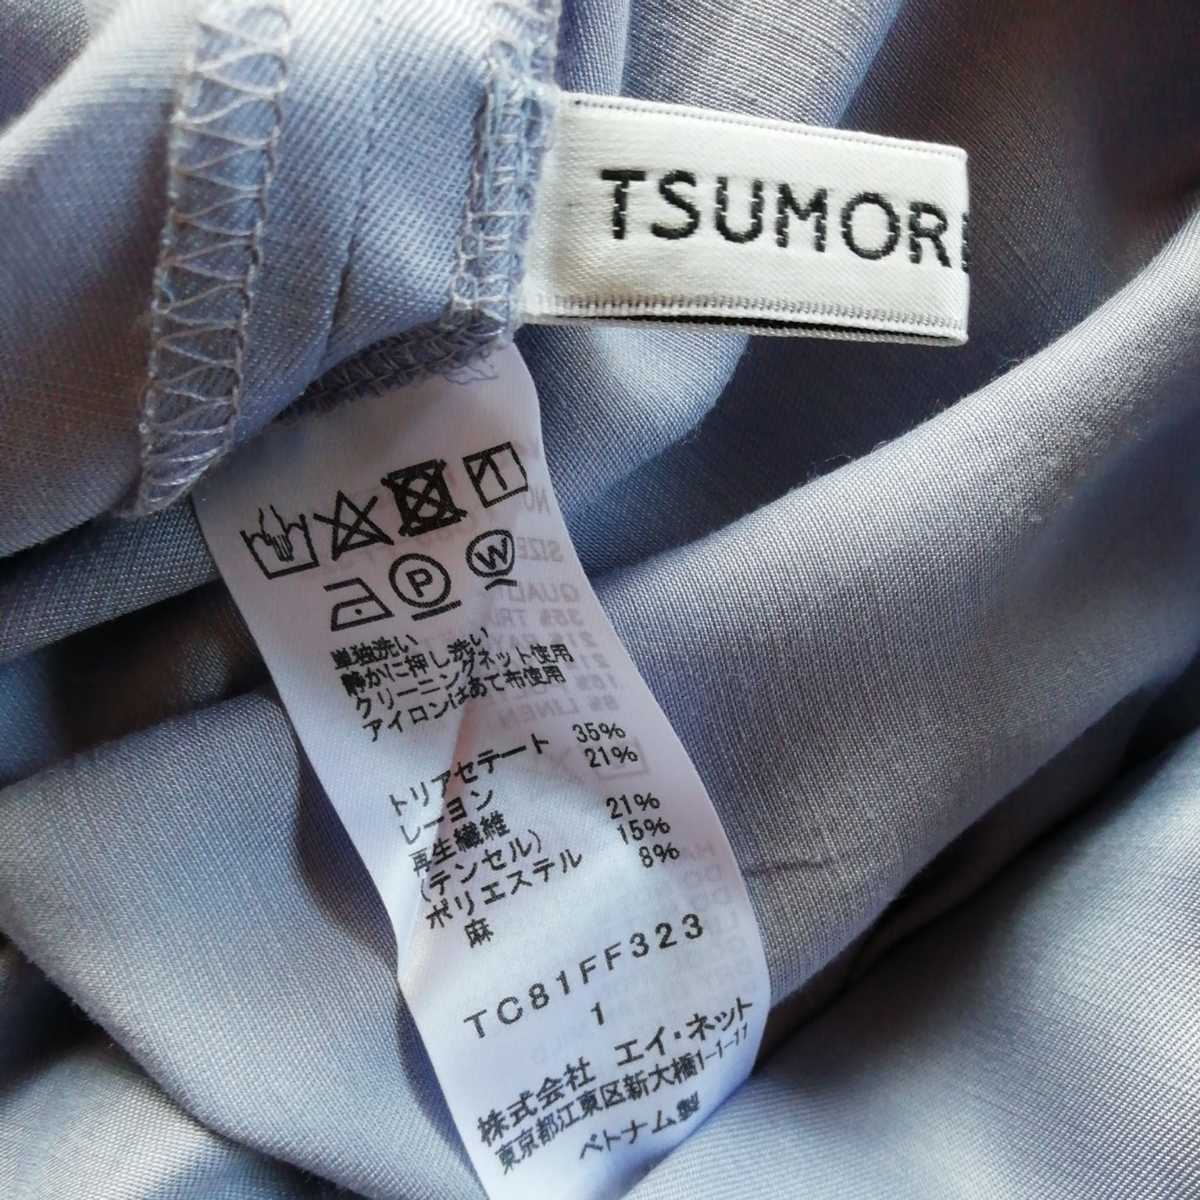 TSUMORI
P
W
単独洗い
静かに押し洗い
クリーニングネット使用
アイロンはあて布使用
トリアセテート 35%
レーヨン 21%
再生繊維
(テンセル) 21%
ポリエステル 15%
麻 8%
TC81FF323
1
株式会社 エイ・ネット
東京都江東区新大橋1-1-11
ベトナム製